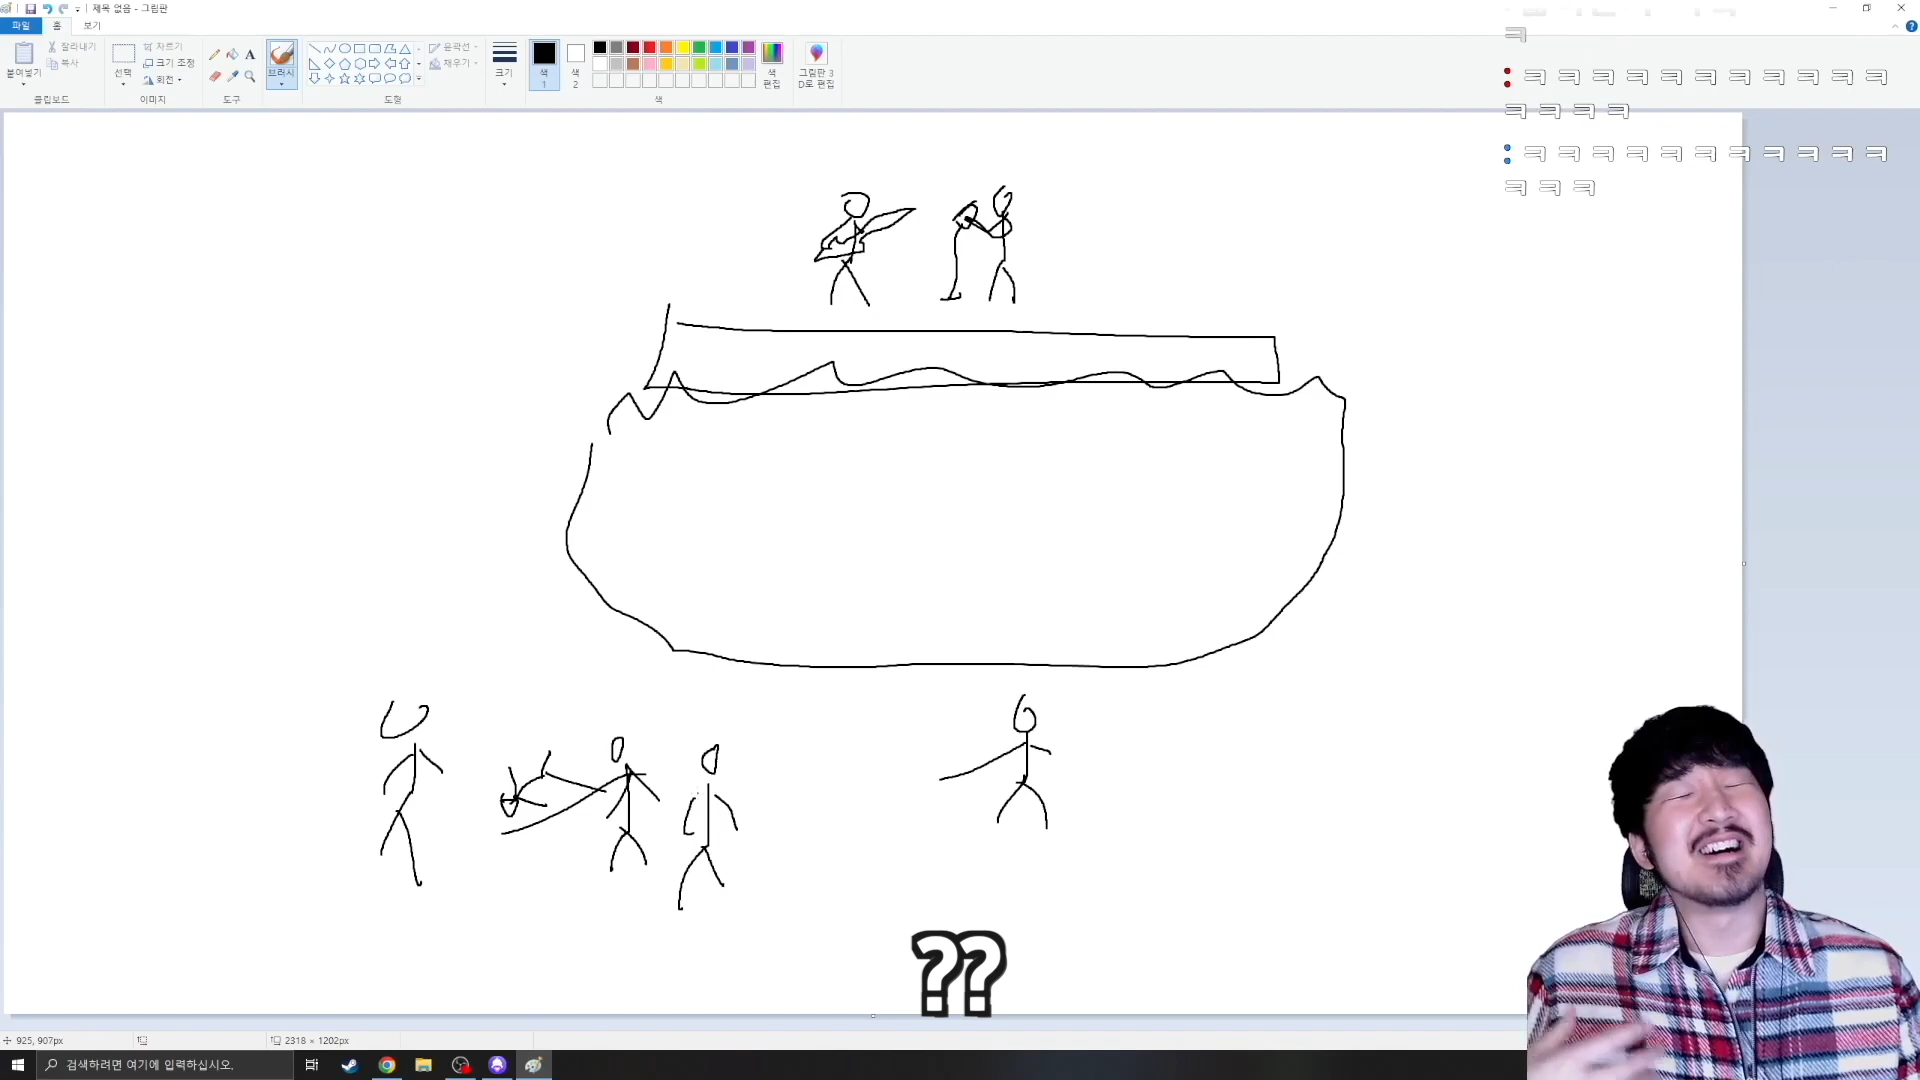 제목 없음 - 그림판
파일 홈 보기
붙여넣기
잘라내기
복사
클립보드
선택
자르기
크기 조정
회전
이미지
A
도구
브러시
윤곽선
채우기
도형
크기
색
1
색
2
색
편집
색
그림판 3
D로 편집
ㅋ
: ㅋㅋㅋㅋㅋㅋㅋㅋㅋㅋㅋ
ㅋㅋㅋㅋ
: ㅋㅋㅋㅋㅋㅋㅋㅋㅋㅋㅋ
ㅋㅋㅋ
??
925, 907px
2318 × 1202px
검색하려면 여기에 입력하십시오.